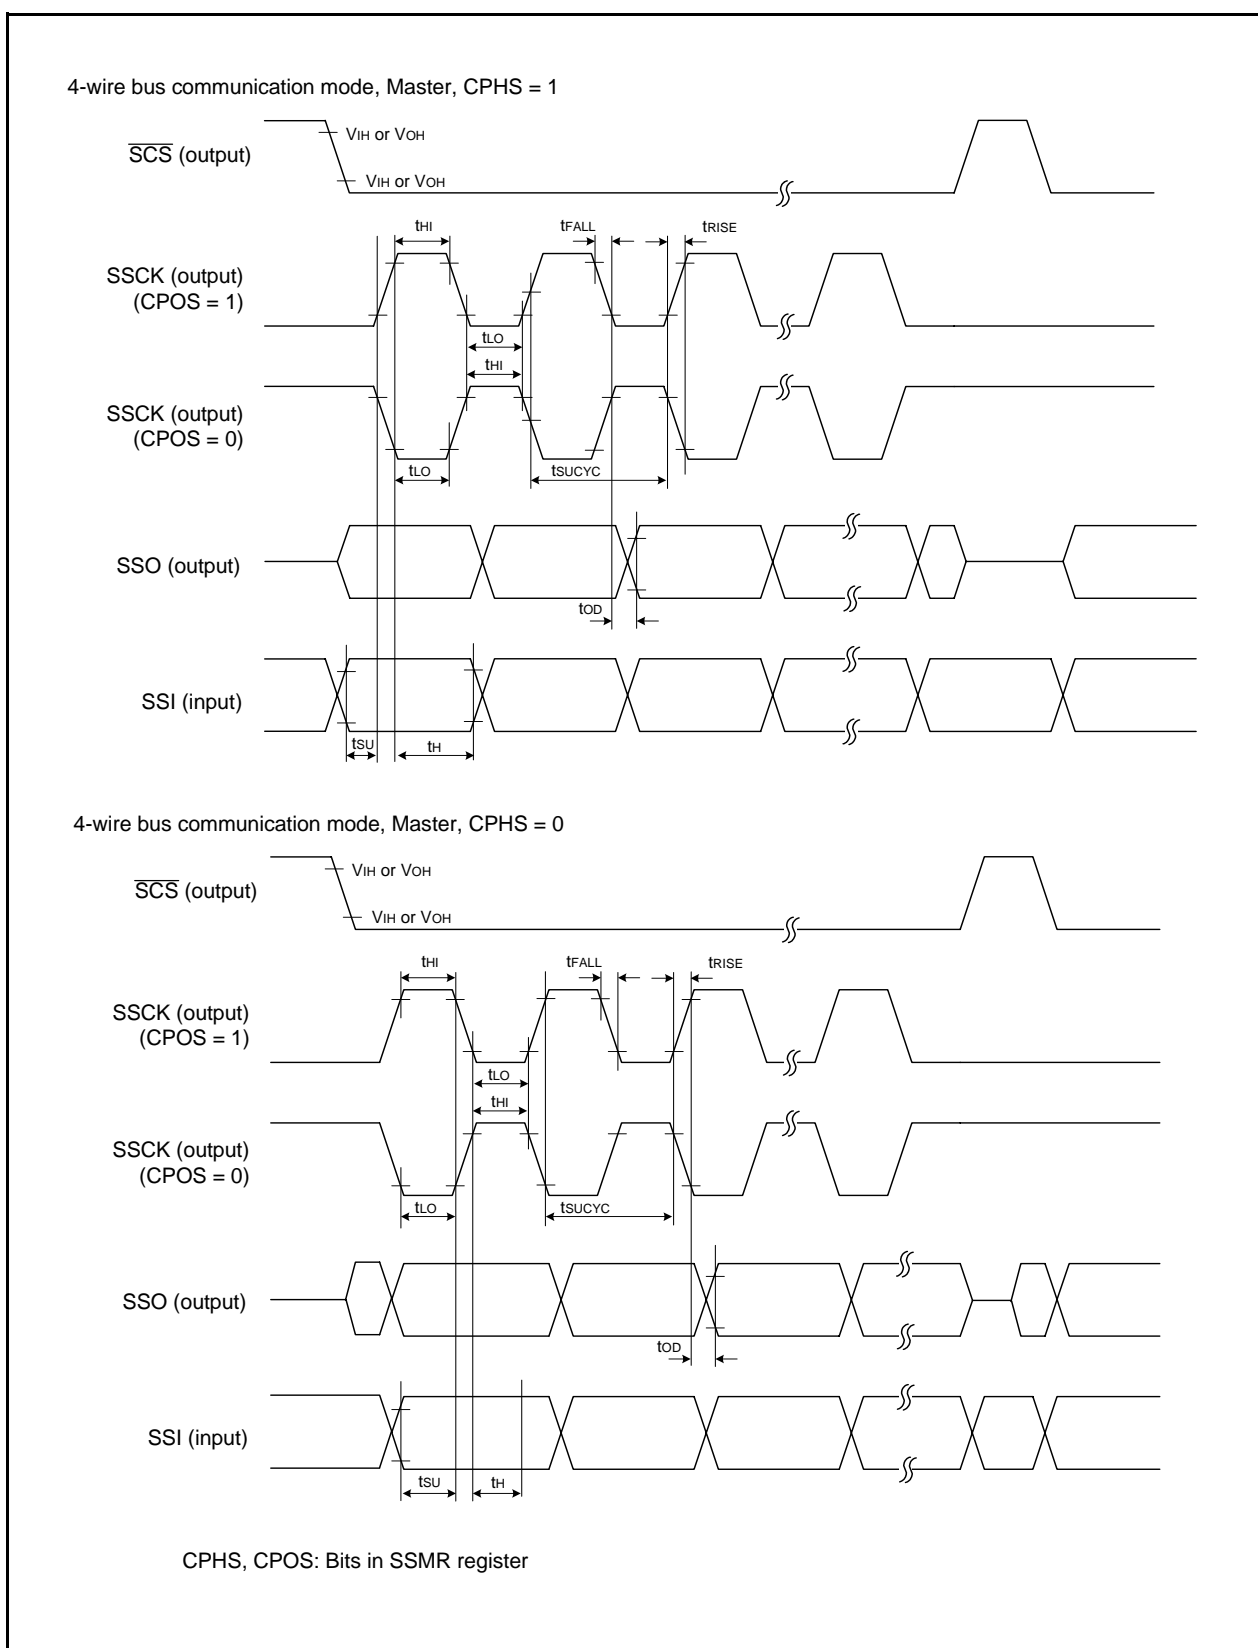 4-wire bus communication mode, Master, CPHS = 1
SCS (output)
VIH or VOH
VIH or VOH
tHI
tFALL
tRISE
SSCK (output)
(CPOS = 1)
tLO
tHI
SSCK (output)
(CPOS = 0)
tLO
tSUCYC
SSO (output)
tOD
SSI (input)
tSU
tH
4-wire bus communication mode, Master, CPHS = 0
SCS (output)
VIH or VOH
VIH or VOH
tHI
tFALL
tRISE
SSCK (output)
(CPOS = 1)
tLO
tHI
SSCK (output)
(CPOS = 0)
tLO
tSUCYC
SSO (output)
tOD
SSI (input)
tSU
tH
CPHS, CPOS: Bits in SSMR register